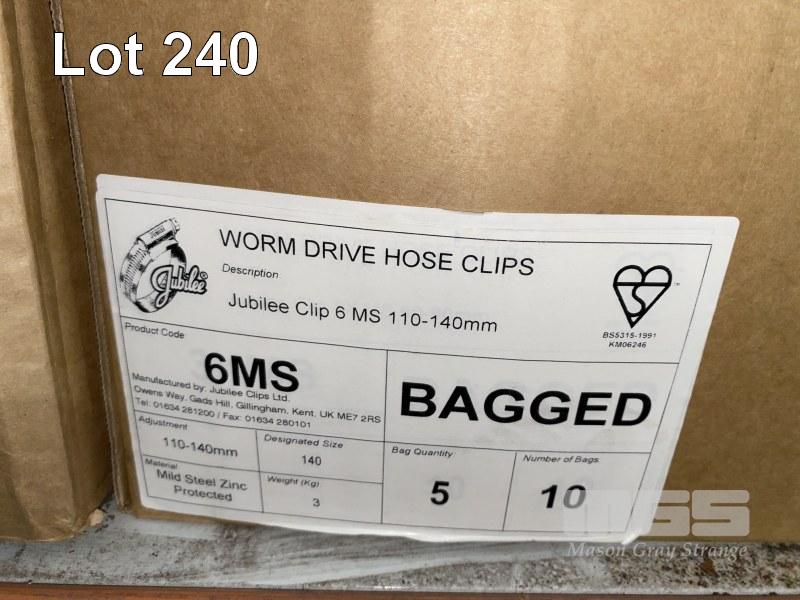 Lot 240
WORM DRIVE HOSE CLIPS
JUBILEE
Jubilee®
Description
Jubilee Clip 6 MS 110-140mm
TM
BS5315-1991
KM06246
Product Code
6MS
BAGGED
Manufactured by: Jubilee Clips Ltd.
Owens Way, Gads Hill, Gillingham, Kent. UK ME7 2RS
Tel: 01634 281200 / Fax: 01634 280101
Adjustment
110-140mm
Designated Size
140
Bag Quantity
5
Number of Bags
10
Material
Mild Steel Zinc
Protected
Weight (Kg)
3
MGS
Mason Gray Strange